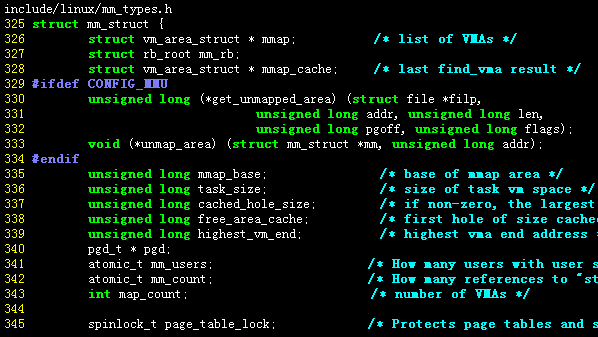 include/linux/mm_types.h
325 struct mm_struct {
326         struct vm_area_struct * mmap;          /* list of VMAs */
327         struct rb_root mm_rb;
328         struct vm_area_struct * mmap_cache;    /* last find_vma result */
329 #ifdef CONFIG_MMU
330         unsigned long (*get_unmapped_area) (struct file *filp,
331                                 unsigned long addr, unsigned long len,
332                                 unsigned long pgoff, unsigned long flags);
333         void (*unmap_area) (struct mm_struct *mm, unsigned long addr);
334 #endif
335         unsigned long mmap_base;                /* base of mmap area */
336         unsigned long task_size;                /* size of task vm space */
337         unsigned long cached_hole_size;         /* if non-zero, the largest
338         unsigned long free_area_cache;          /* first hole of size cached
339         unsigned long highest_vm_end;           /* highest vma end address
340         pgd_t * pgd;
341         atomic_t mm_users;                     /* How many users with user s
342         atomic_t mm_count;                     /* How many references to "st
343         int map_count;                         /* number of VMAs */
344
345         spinlock_t page_table_lock;            /* Protects page tables and s